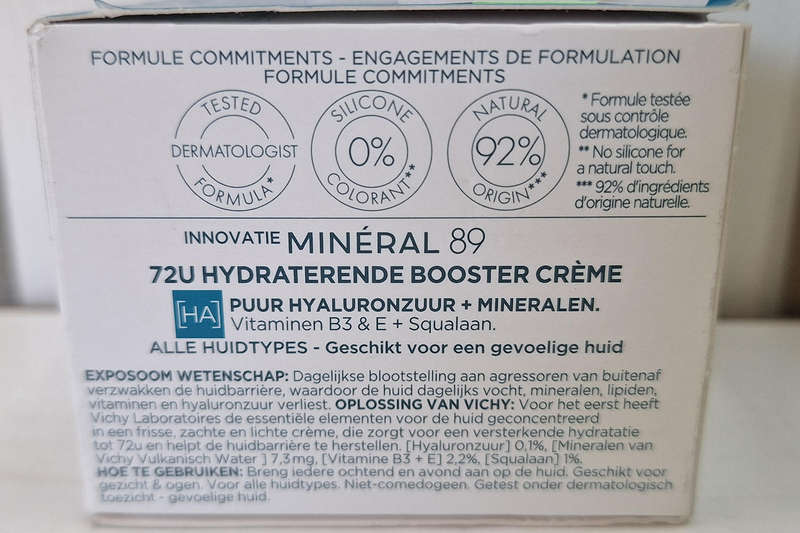 FORMULE COMMITMENTS - ENGAGEMENTS DE FORMULATION
FORMULE COMMITMENTS
TESTED
DERMATOLOGIST
FORMULA*
SILICONE
0%
COLORANT**
NATURAL
92%
ORIGIN***
* Formule testée
sous contrôle
dermatologique.
** No silicone for
a natural touch.
*** 92% d'ingrédients
d'origine naturelle.
INNOVATIE MINÉRAL 89
72U HYDRATERENDE BOOSTER CRÈME
[HA] PUUR HYALURONZUUR + MINERALEN.
Vitaminen B3 & E + Squalaan.
ALLE HUIDTYPES - Geschikt voor een gevoelige huid
EXPOSOOM WETENSCHAP: Dagelijkse blootstelling aan agressoren van buitenaf
verzwakken de huidbarrière, waardoor de huid dagelijks vocht, mineralen, lipiden,
vitaminen en hyaluronzuur verliest. OPLOSSING VAN VICHY: Voor het eerst heeft
Vichy Laboratoires de essentiële elementen voor de huid geconcentreerd
in een frisse, zachte en lichte crème, die zorgt voor een versterkende hydratatie
tot 72u en helpt de huidbarrière te herstellen. [Hyaluronzuur] 0,1%, [Mineralen van
Vichy Vulkanisch Water ] 7,3mg, [Vitamine B3 + E] 2,2%, [Squalaan] 1%.
HOE TE GEBRUIKEN: Breng iedere ochtend en avond aan op de huid. Geschikt voor
gezicht & ogen. Voor alle huidtypes. Niet-comedogeen. Getest onder dermatologisch
toezicht - gevoelige huid.